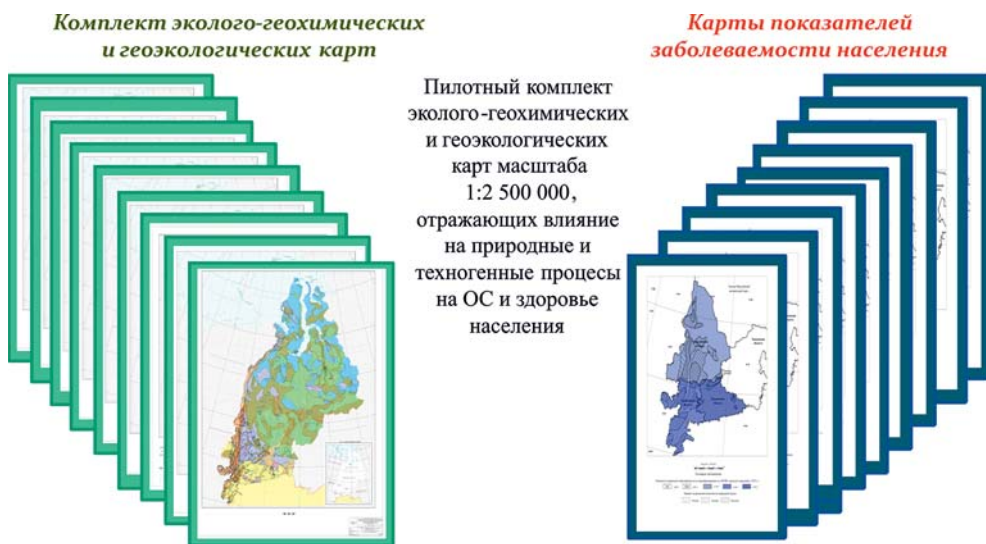 Комплект эколого-геохимических
и геоэкологических карт
Карты показателей
заболеваемости населения
Пилотный комплект
эколого-геохимических
и геоэкологических
карт масштаба
1:2 500 000,
отражающих влияние
на природные и
техногенные процессы
на ОС и здоровье
населения